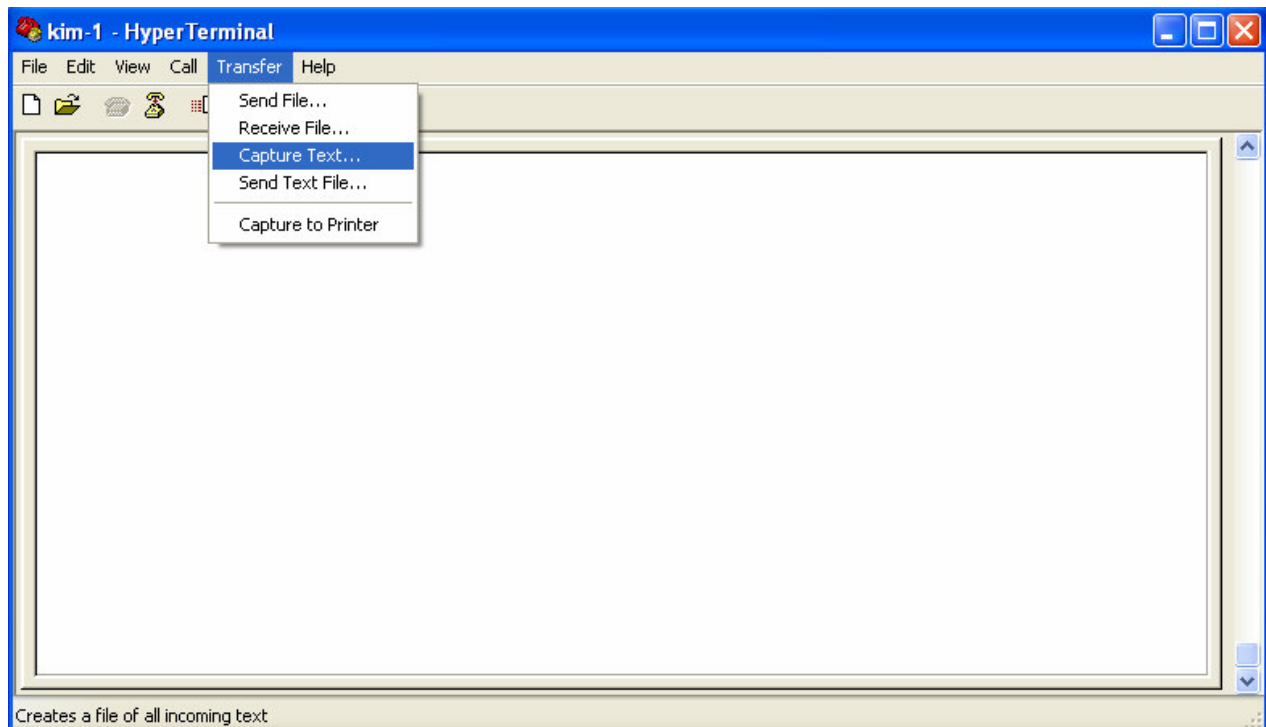 kim-1 - HyperTerminal
File Edit View Call Transfer Help
Send File...
Receive File...
Capture Text...
Send Text File...
Capture to Printer
Creates a file of all incoming text